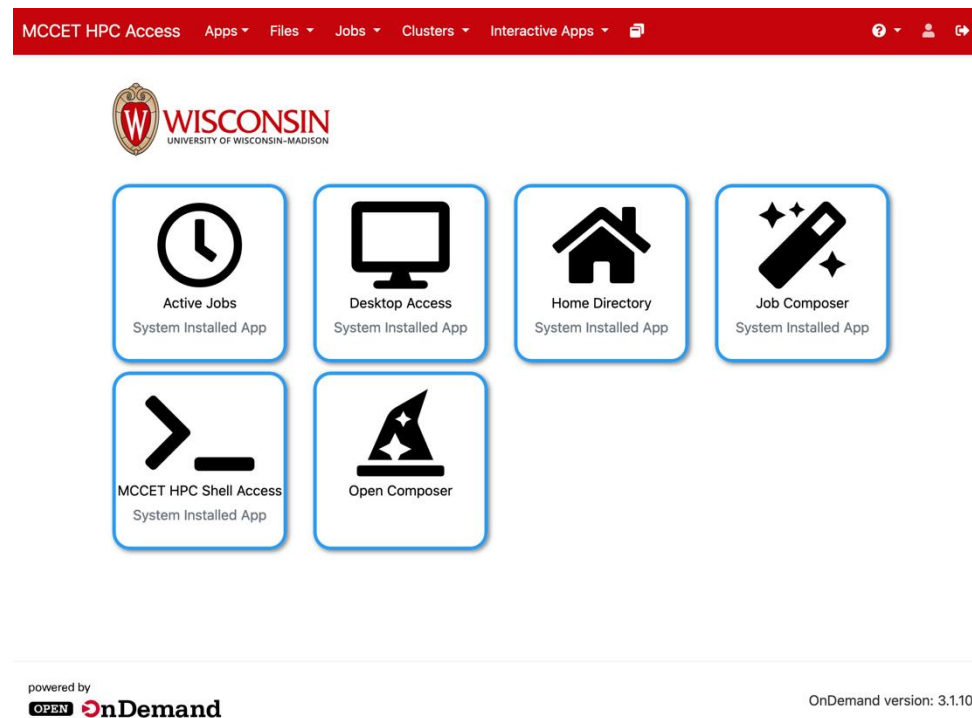 MCCET HPC Access Apps Files Jobs Clusters Interactive Apps ?
W WISCONSIN
UNIVERSITY OF WISCONSIN–MADISON
Active Jobs
System Installed App
Desktop Access
System Installed App
Home Directory
System Installed App
Job Composer
System Installed App
MCCET HPC Shell Access
System Installed App
Open Composer
powered by
OPEN OnDemand
OnDemand version: 3.1.10